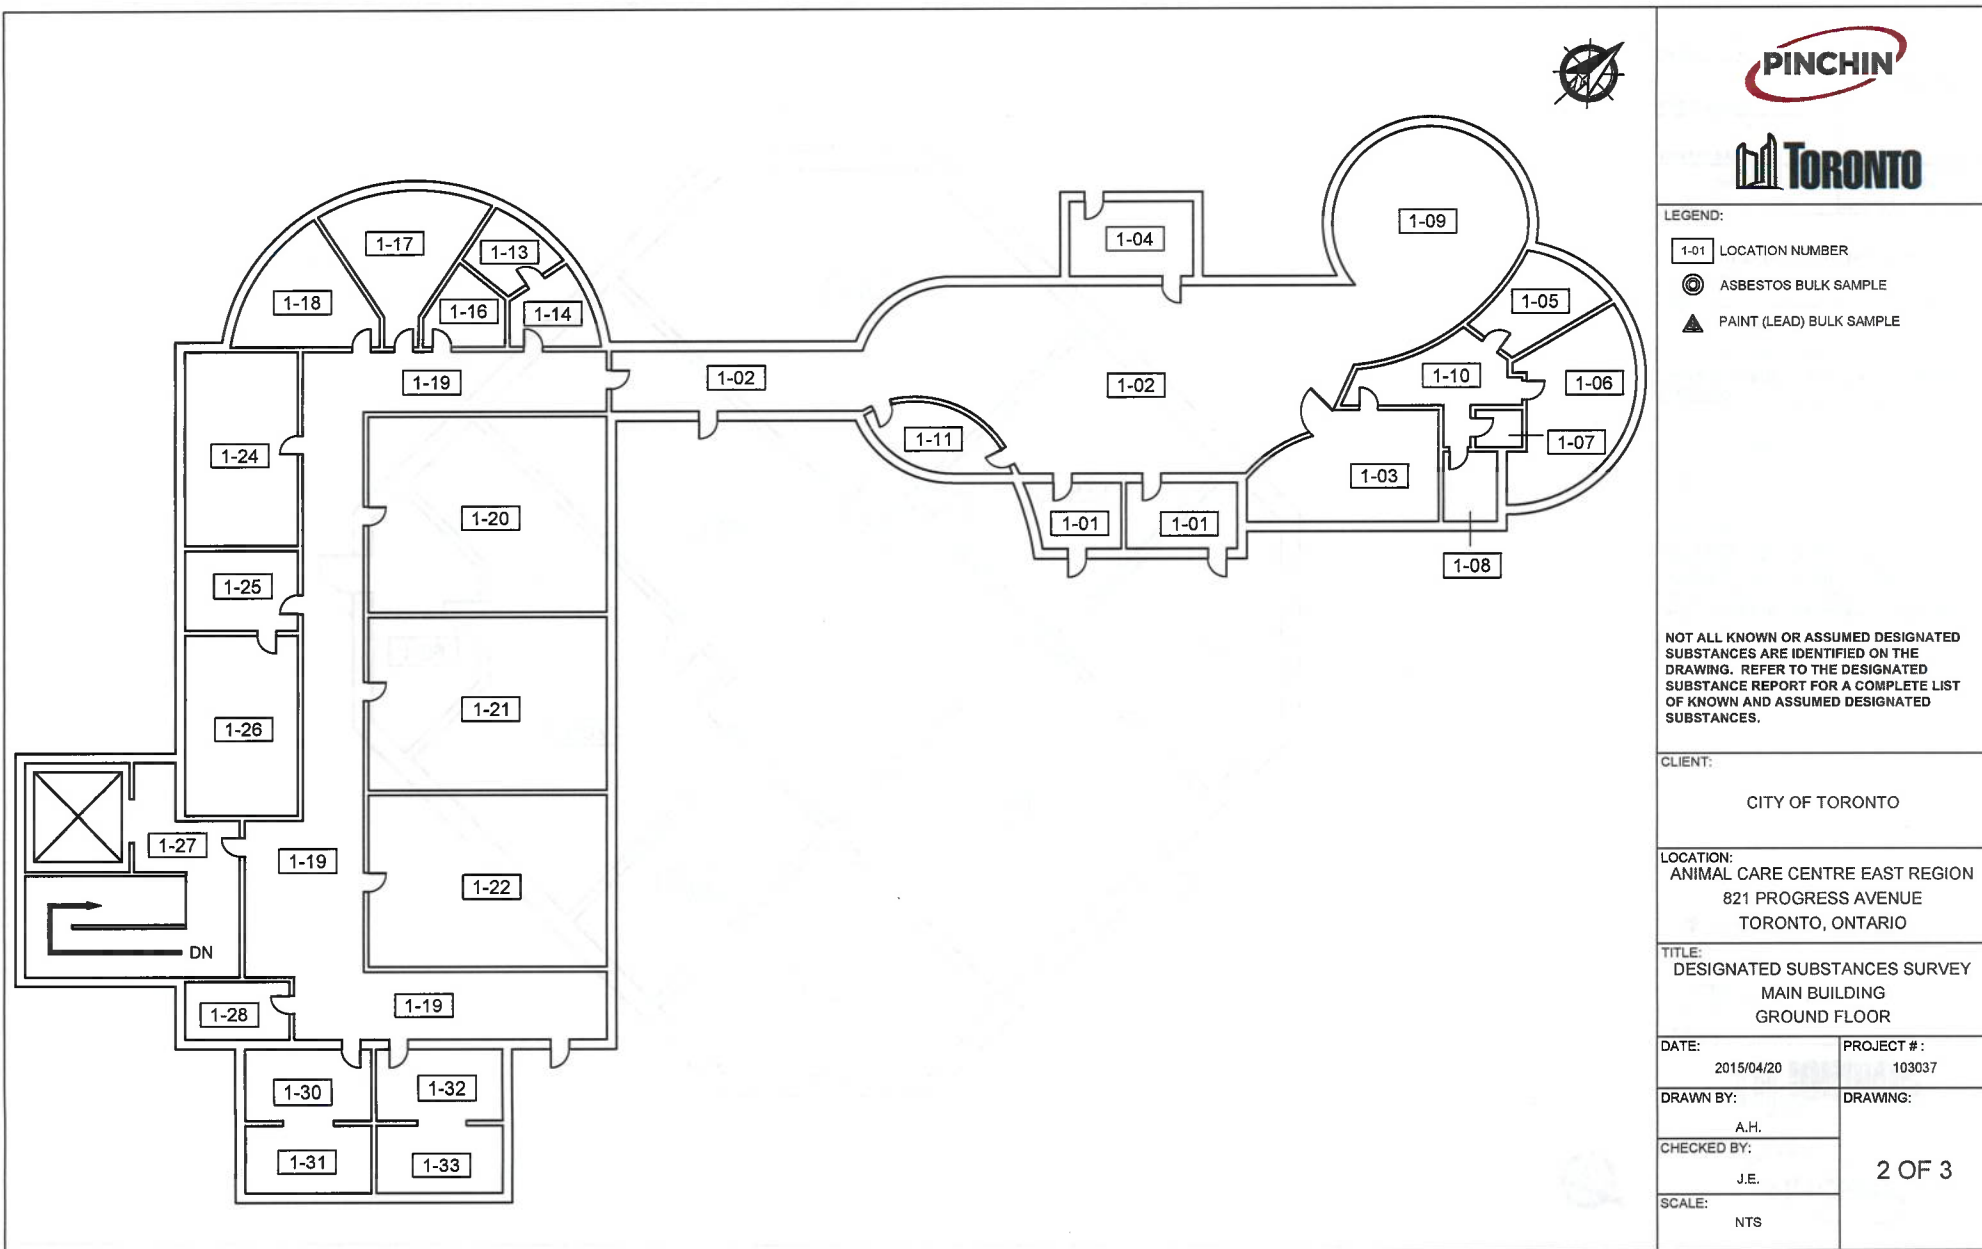 PINCHIN
TORONTO
LEGEND:
1-01 LOCATION NUMBER
ASBESTOS BULK SAMPLE
PAINT (LEAD) BULK SAMPLE
NOT ALL KNOWN OR ASSUMED DESIGNATED
SUBSTANCES ARE IDENTIFIED ON THE
DRAWING. REFER TO THE DESIGNATED
SUBSTANCE REPORT FOR A COMPLETE LIST
OF KNOWN AND ASSUMED DESIGNATED
SUBSTANCES.
CLIENT:
CITY OF TORONTO
LOCATION:
ANIMAL CARE CENTRE EAST REGION
821 PROGRESS AVENUE
TORONTO, ONTARIO
TITLE:
DESIGNATED SUBSTANCES SURVEY
MAIN BUILDING
GROUND FLOOR
DATE:
2015/04/20
PROJECT # :
103037
DRAWN BY:
A.H.
DRAWING:
2 OF 3
CHECKED BY:
J.E.
SCALE:
NTS
1-17
1-13
1-18
1-16
1-14
1-19
1-02
1-04
1-09
1-05
1-02
1-10
1-06
1-11
1-07
1-03
1-24
1-20
1-01
1-01
1-08
1-25
1-21
1-26
1-27
1-19
1-22
DN
1-28
1-19
1-30
1-32
1-31
1-33